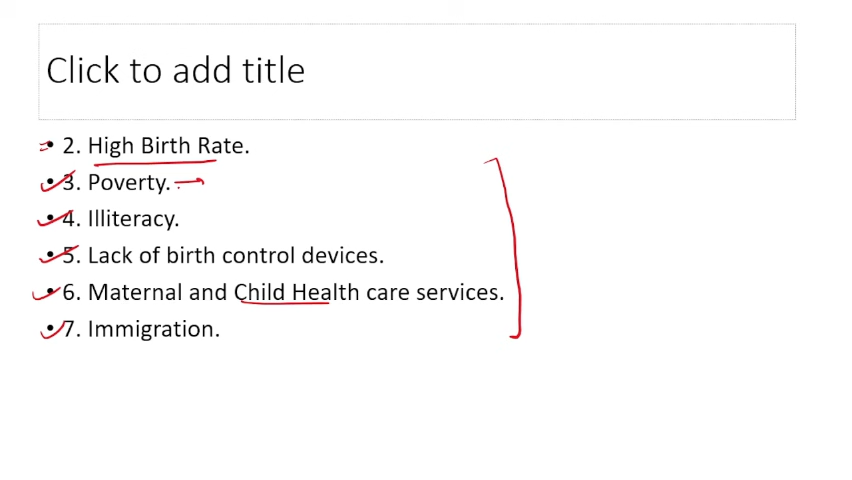 Click to add title
• 2. High Birth Rate.
• 3. Poverty.
• 4. Illiteracy.
• 5. Lack of birth control devices.
• 6. Maternal and Child Health care services.
• 7. Immigration.